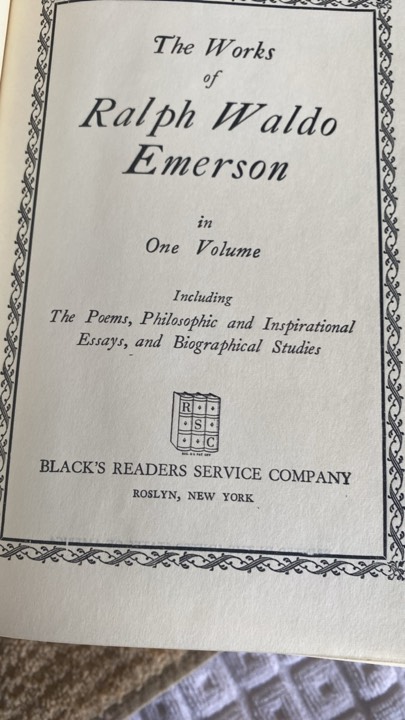 The Works
of
Ralph Waldo
Emerson
in
One Volume
Including
The Poems, Philosophic and Inspirational
Essays, and Biographical Studies
R
S
C
BLACK'S READERS SERVICE COMPANY
ROSLYN, NEW YORK